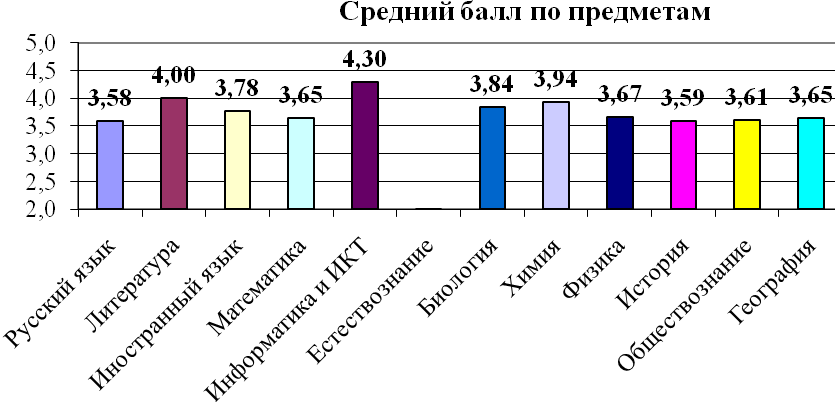 Средний балл по предметам
5,0
4,5
4,0
3,5
3,0
2,5
2,0
3,58
4,00
3,78
3,65
4,30
3,84
3,94
3,67
3,59
3,61
3,65
Русский язык
Литература
Иностранный язык
Математика
Информатика и ИКТ
Естествознание
Биология
Химия
Физика
История
Обществознание
География